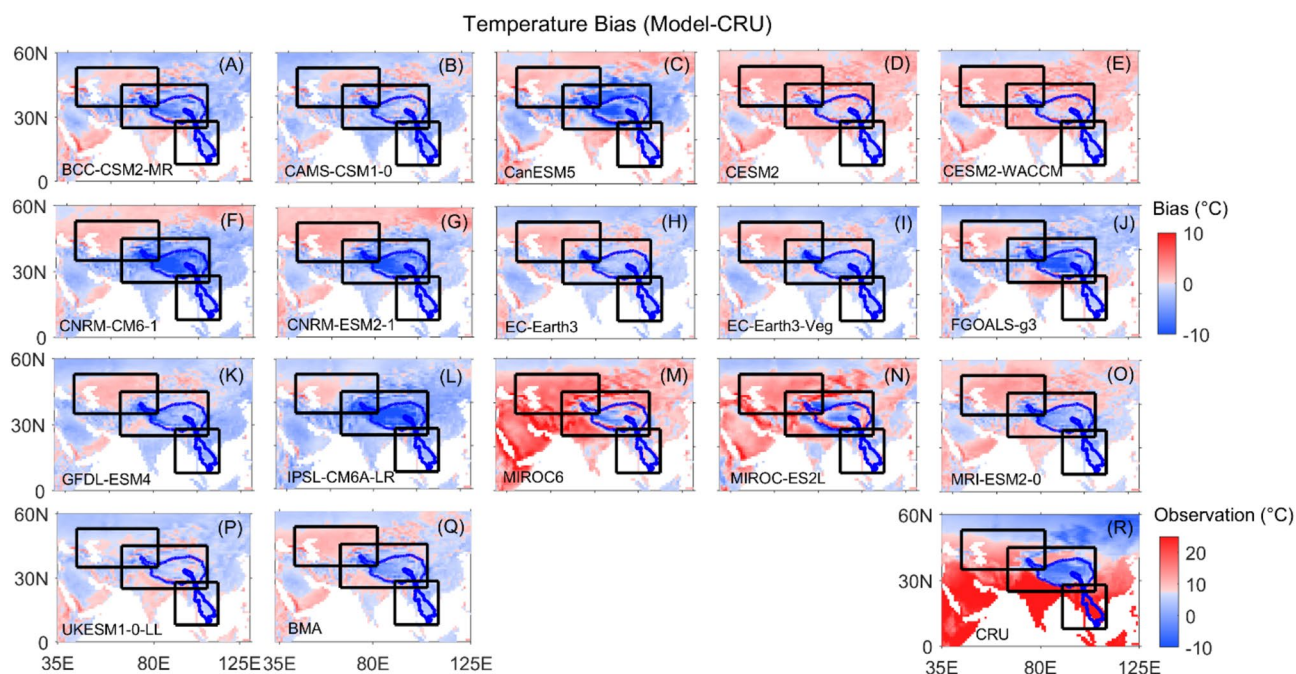 Temperature Bias (Model-CRU)
60N (A) (B) (C) (D) (E)
30N
0 BCC-CSM2-MR CAMS-CSM1-0 CanESM5 CESM2 CESM2-WACCM
60N (F) (G) (H) (I) (J) Bias (°C)
10
30N
0
0 CNRM-CM6-1 CNRM-ESM2-1 EC-Earth3 EC-Earth3-Veg FGOALS-g3 -10
60N (K) (L) (M) (N) (O)
30N
0 GFDL-ESM4 IPSL-CM6A-LR MIROC6 MIROC-ES2L MRI-ESM2-0
60N (P) (Q) 60N (R) Observation (°C)
20
30N 30N 10
0
UKESM1-0-LL BMA CRU
0 0 -10
35E 80E 125E 35E 80E 125E 35E 80E 125E